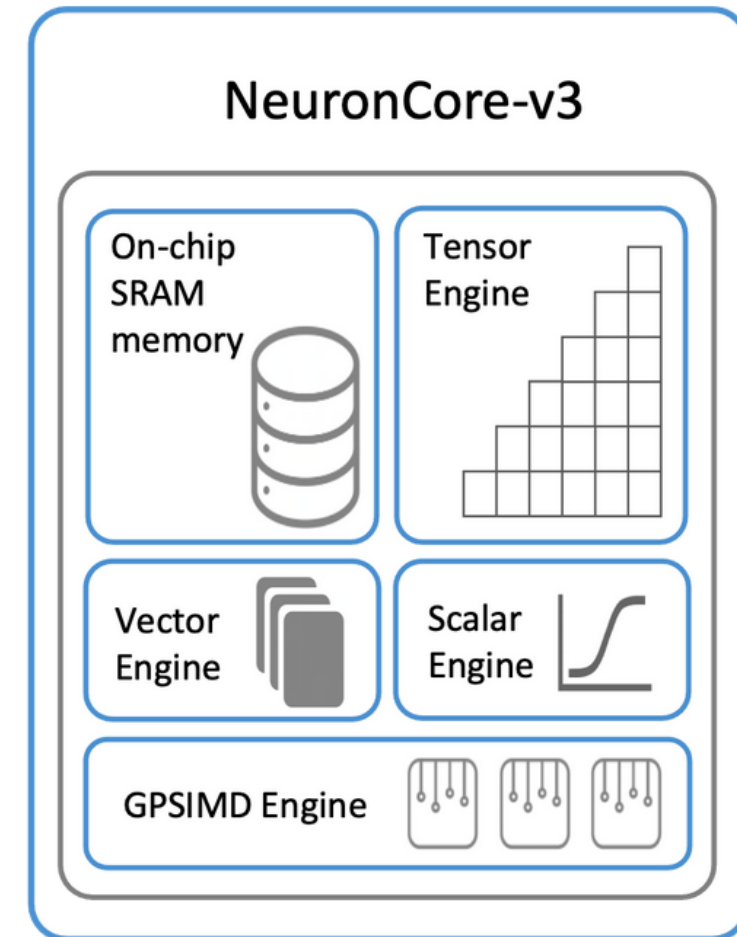 NeuronCore-v3
On-chip
SRAM
memory
Tensor
Engine
Vector
Engine
Scalar
Engine
GPSIMD Engine